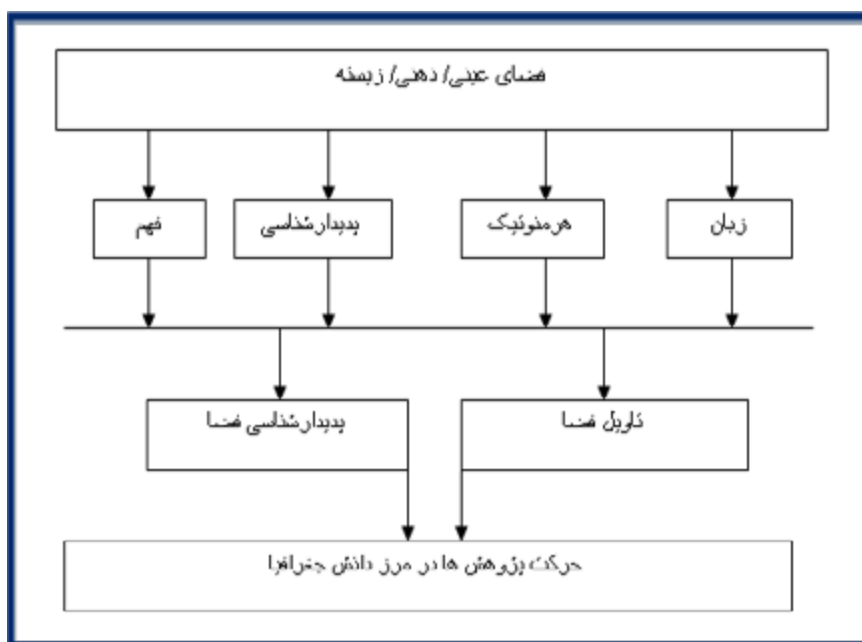 فضای عینی/ ذهنی/ زیسته
زبان
هرمنوتیک
پدیدارشناسی
فهم
تاویل فضا
پدیدارشناسی فضا
حرکت پژوهش ها در مرز دانش جغرافیا